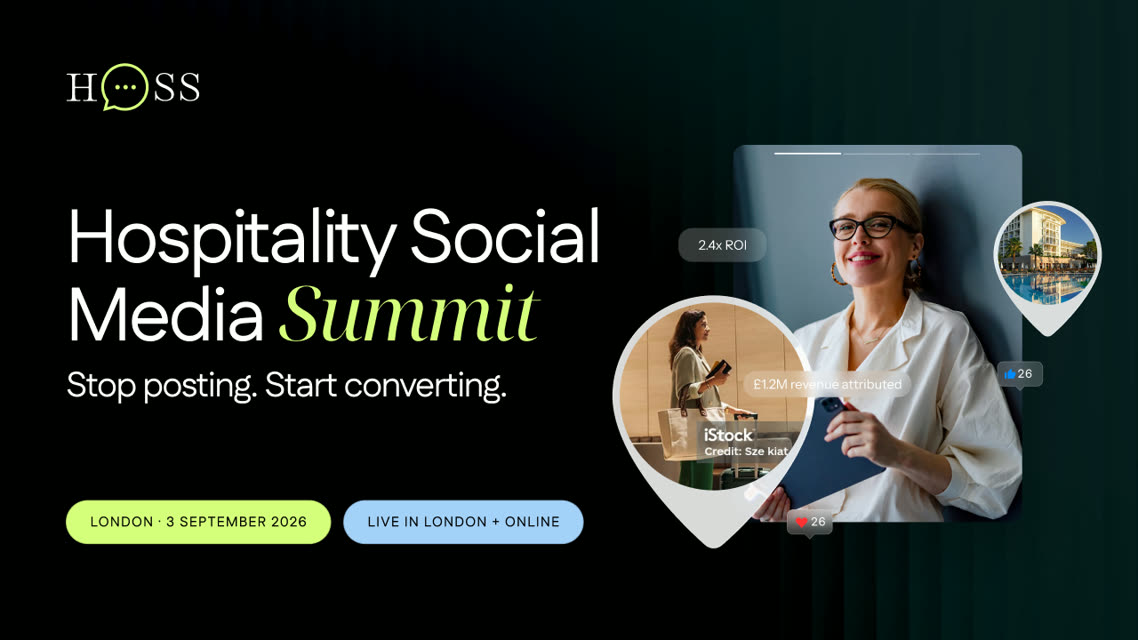 HOSS
Hospitality Social
Media Summit
Stop posting. Start converting.
LONDON · 3 SEPTEMBER 2026
LIVE IN LONDON + ONLINE
2.4x ROI
£1.2M revenue attributed
iStock
Credit: Sze kiat
26
26